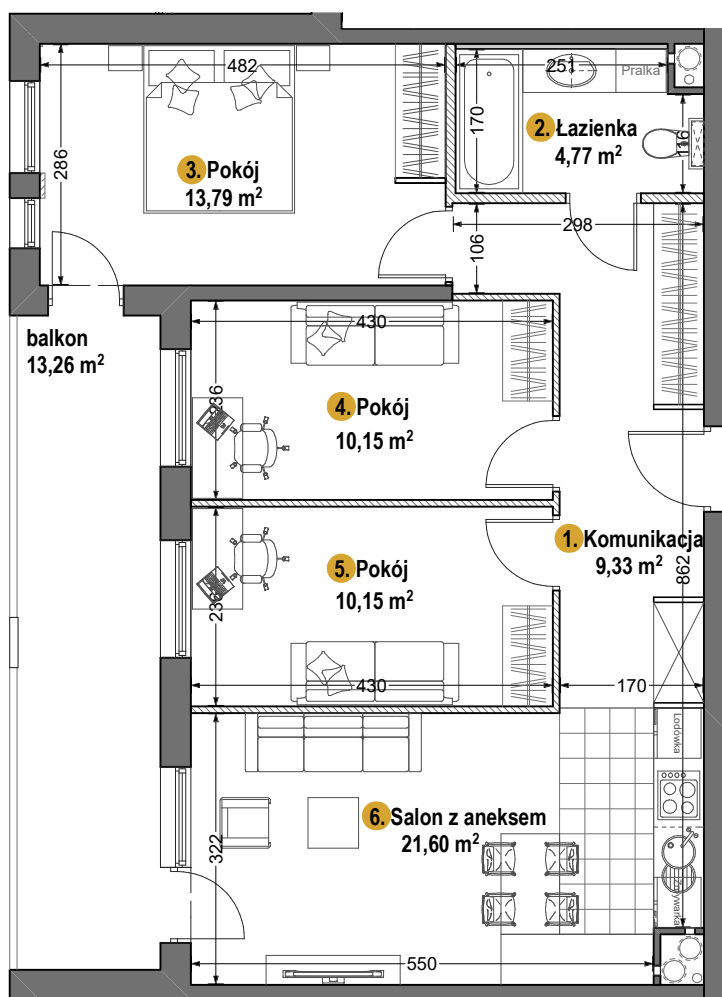 482
251
Pralka
170
2. Łazienka
4,77 m²
116
286
3. Pokój
13,79 m²
298
106
balkon
13,26 m²
430
236
4. Pokój
10,15 m²
1. Komunikacja
9,33 m²
862
5. Pokój
10,15 m²
236
430
170
Lodówka
6. Salon z aneksem
21,60 m²
322
Zmywarka
550